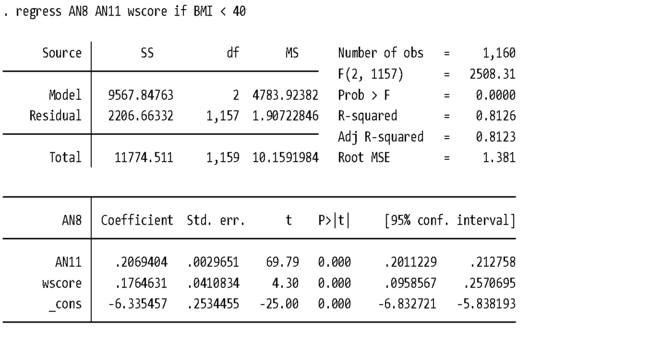 . regress AN8 AN11 wscore if BMI < 40
Source SS df MS Number of obs = 1,160
F(2, 1157) = 2508.31
Model 9567.84763 2 4783.92382 Prob > F = 0.0000
Residual 2206.66332 1,157 1.90722846 R-squared = 0.8126
Adj R-squared = 0.8123
Total 11774.511 1,159 10.1591984 Root MSE = 1.381
AN8 Coefficient Std. err. t P>|t| [95% conf. interval]
AN11 .2069404 .0029651 69.79 0.000 .2011229 .212758
wscore .1764631 .0410834 4.30 0.000 .0958567 .2570695
_cons -6.335457 .2534455 -25.00 0.000 -6.832721 -5.838193